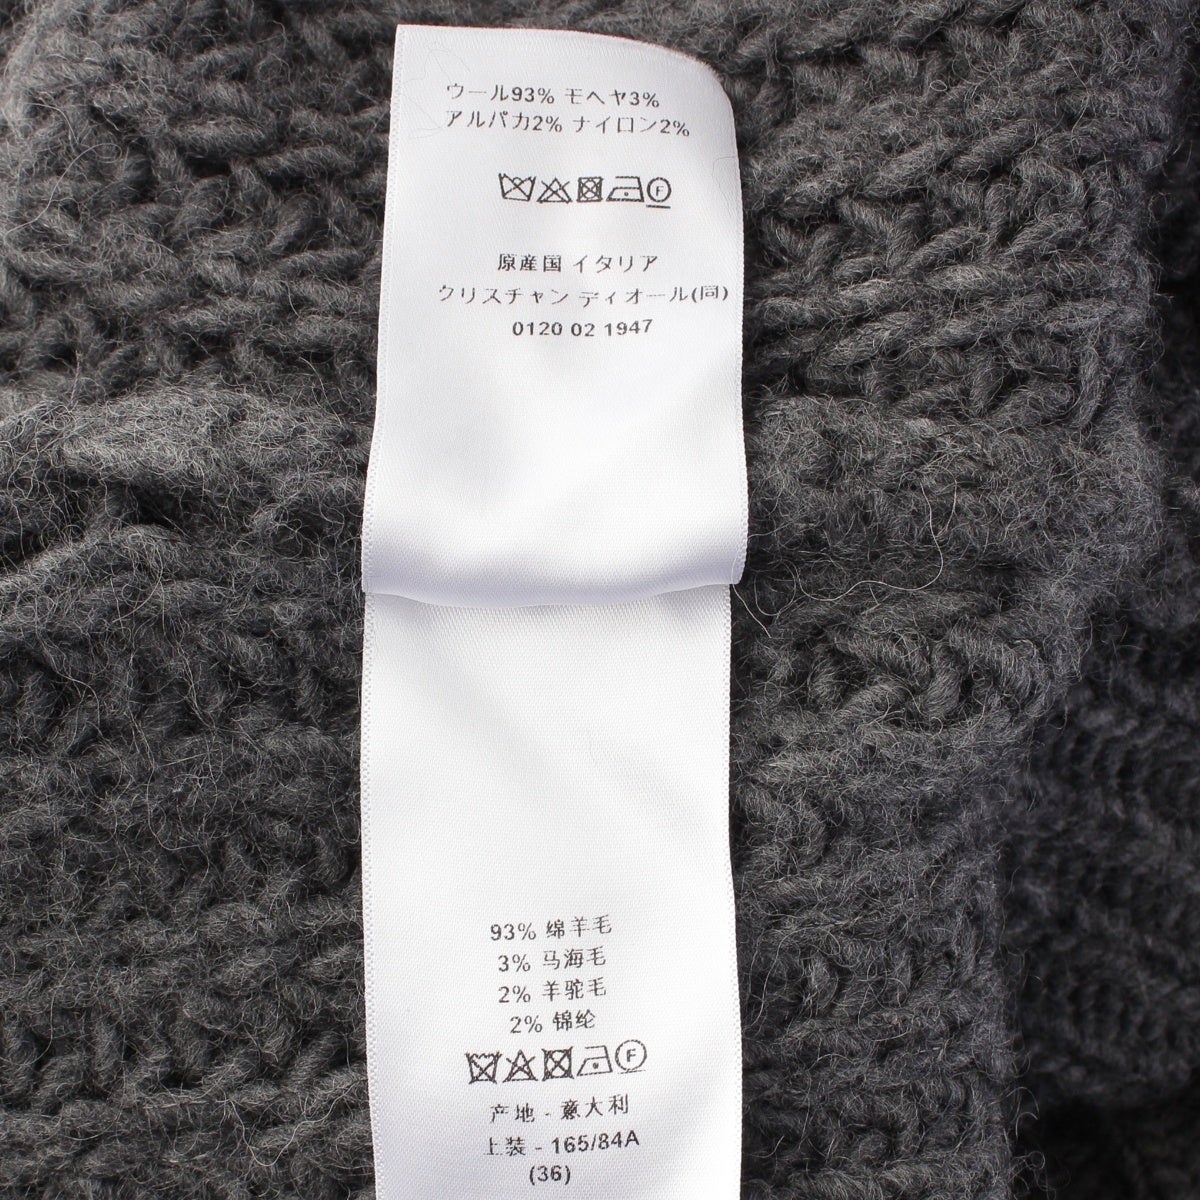 ウール93% モヘヤ3%
アルパカ2% ナイロン2%
F
原産国 イタリア
クリスチャン ディオール(同)
0120 02 1947
93% 绵羊毛
3% 马海毛
2% 羊驼毛
2% 锦纶
F
产地 - 意大利
上装 - 165/84A
(36)